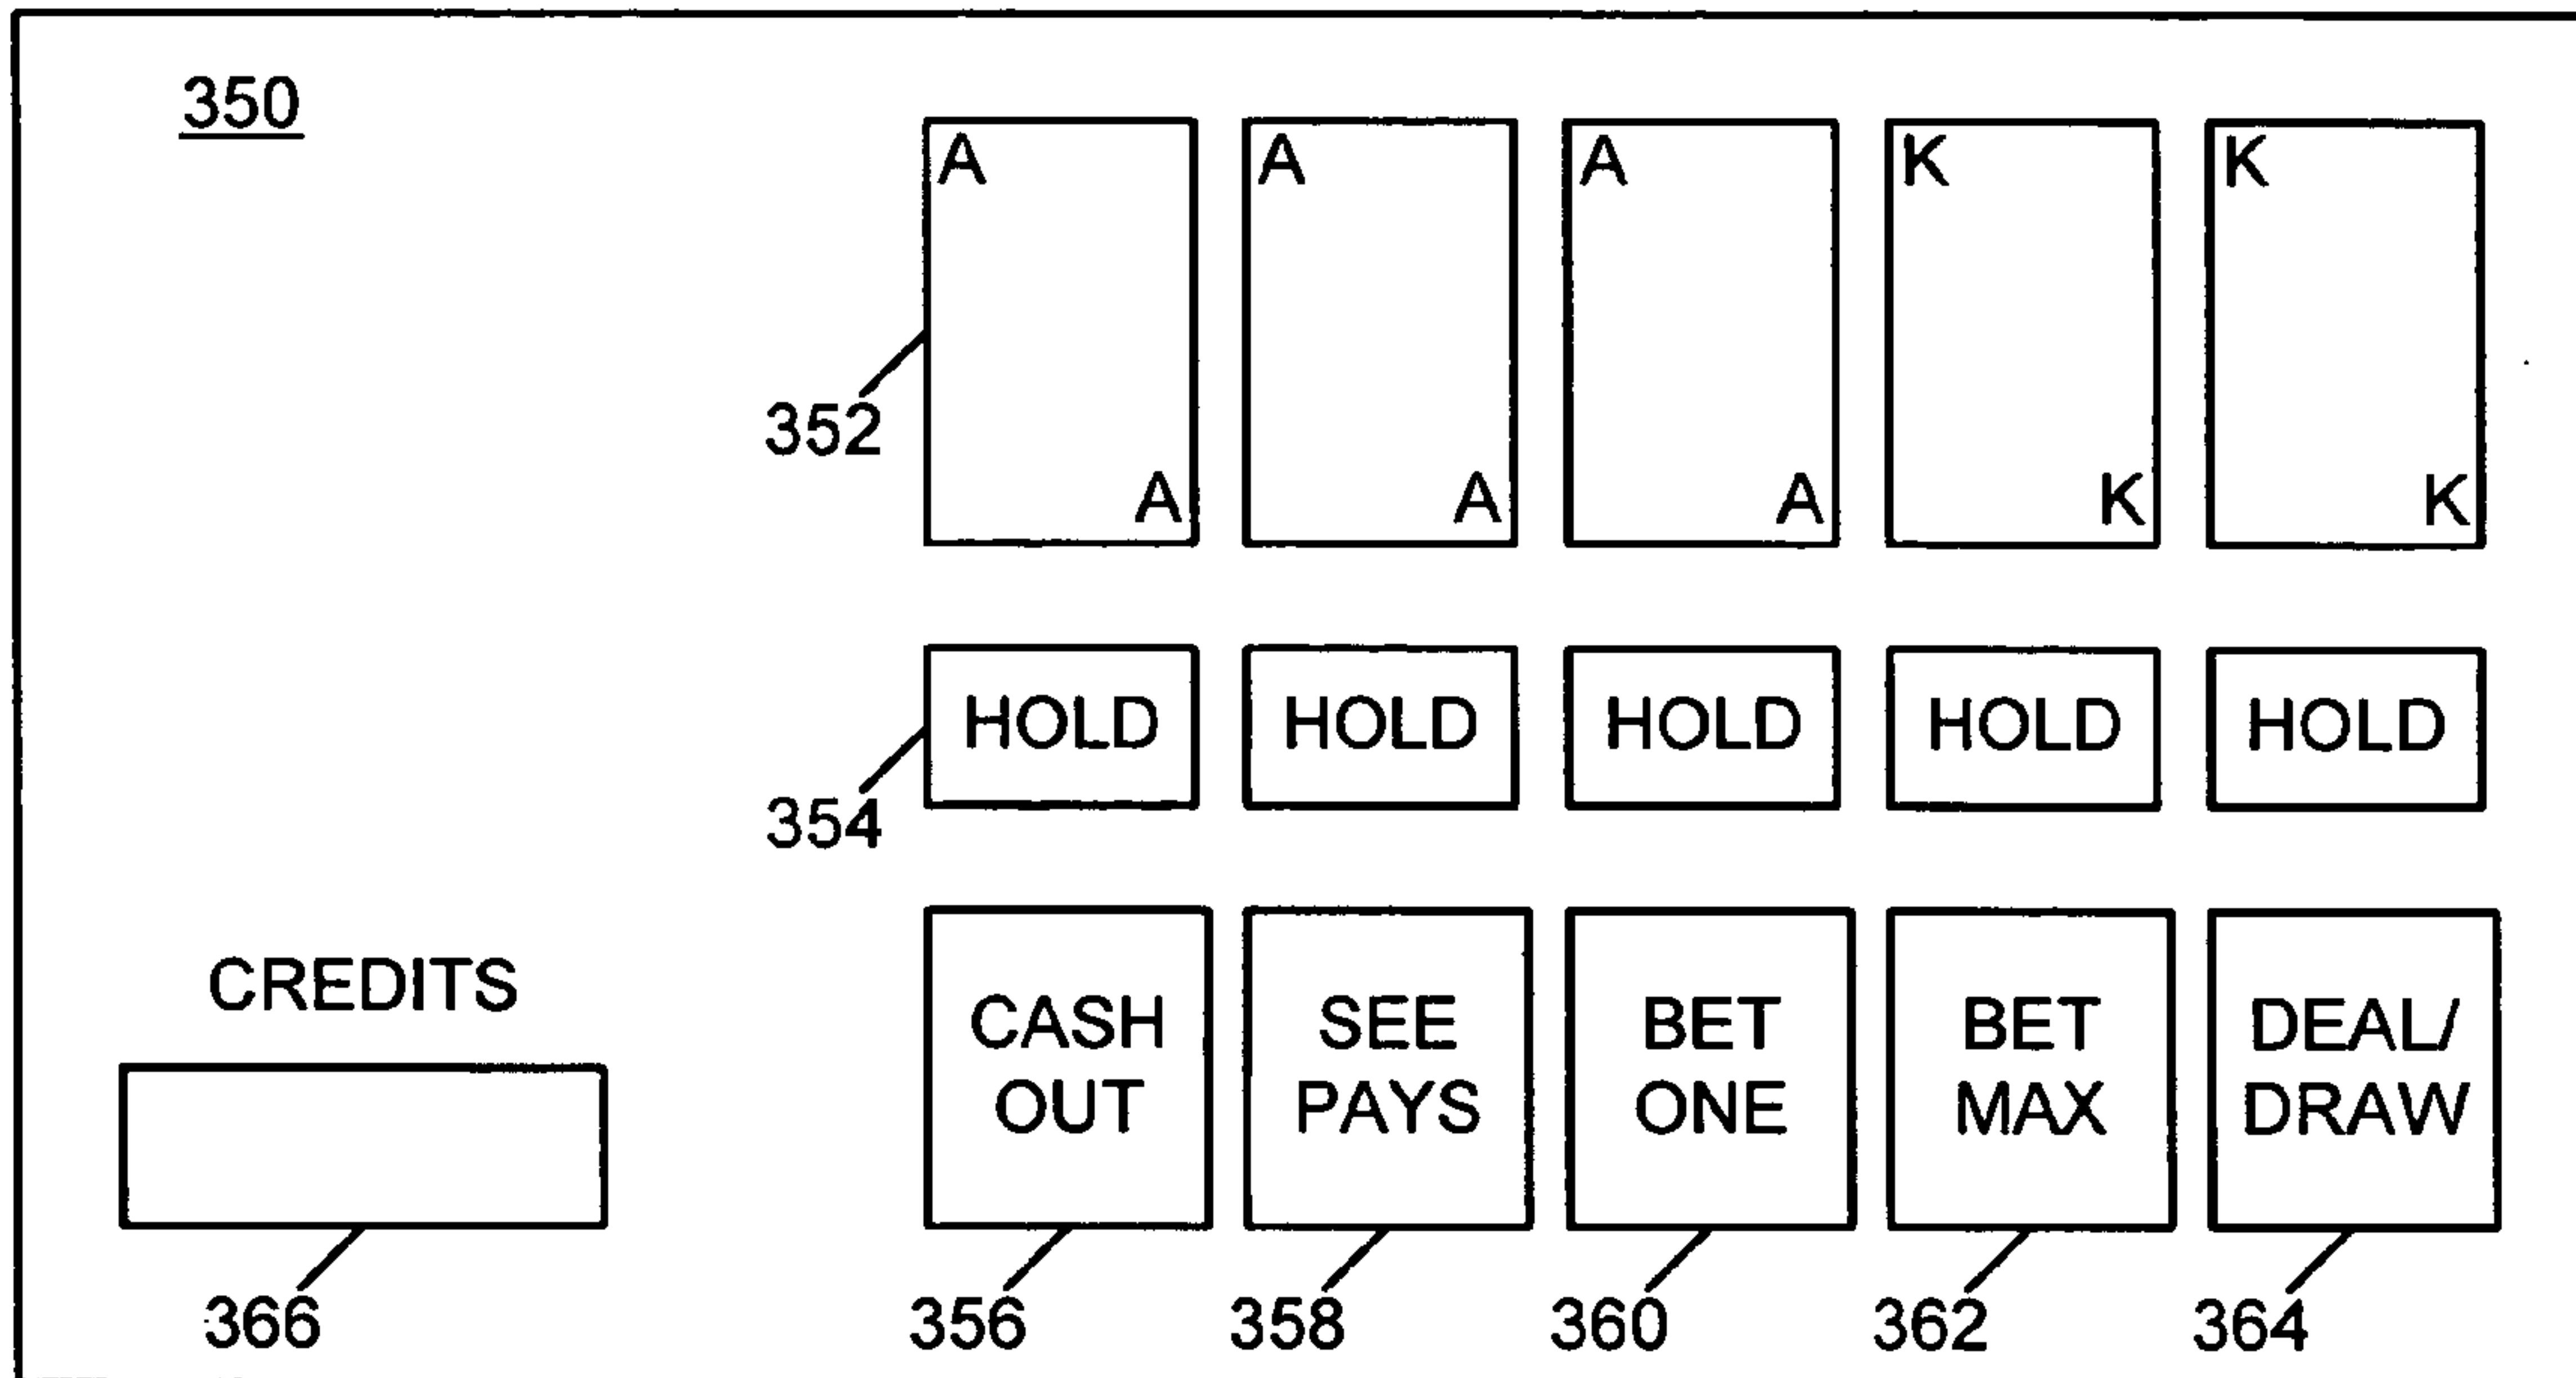 350
A A A K K
352
A A A K K
HOLD HOLD HOLD HOLD HOLD
354
CREDITS
CASH OUT
SEE PAYS
BET ONE
BET MAX
DEAL/ DRAW
366 356 358 360 362 364